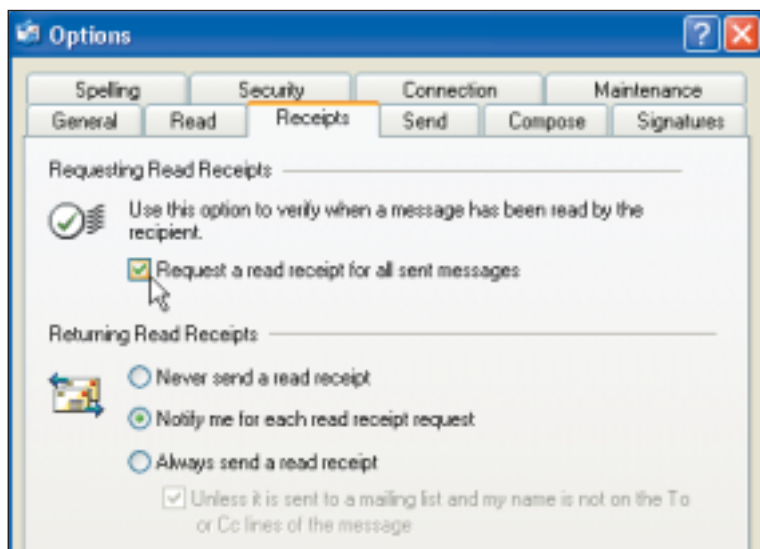 Options
Spelling Security Connection Maintenance
General Read Receipts Send Compose Signatures
Requesting Read Receipts
Use this option to verify when a message has been read by the
recipient.
Request a read receipt for all sent messages
Returning Read Receipts
Never send a read receipt
Notify me for each read receipt request
Always send a read receipt
Unless it is sent to a mailing list and my name is not on the To
or Cc lines of the message